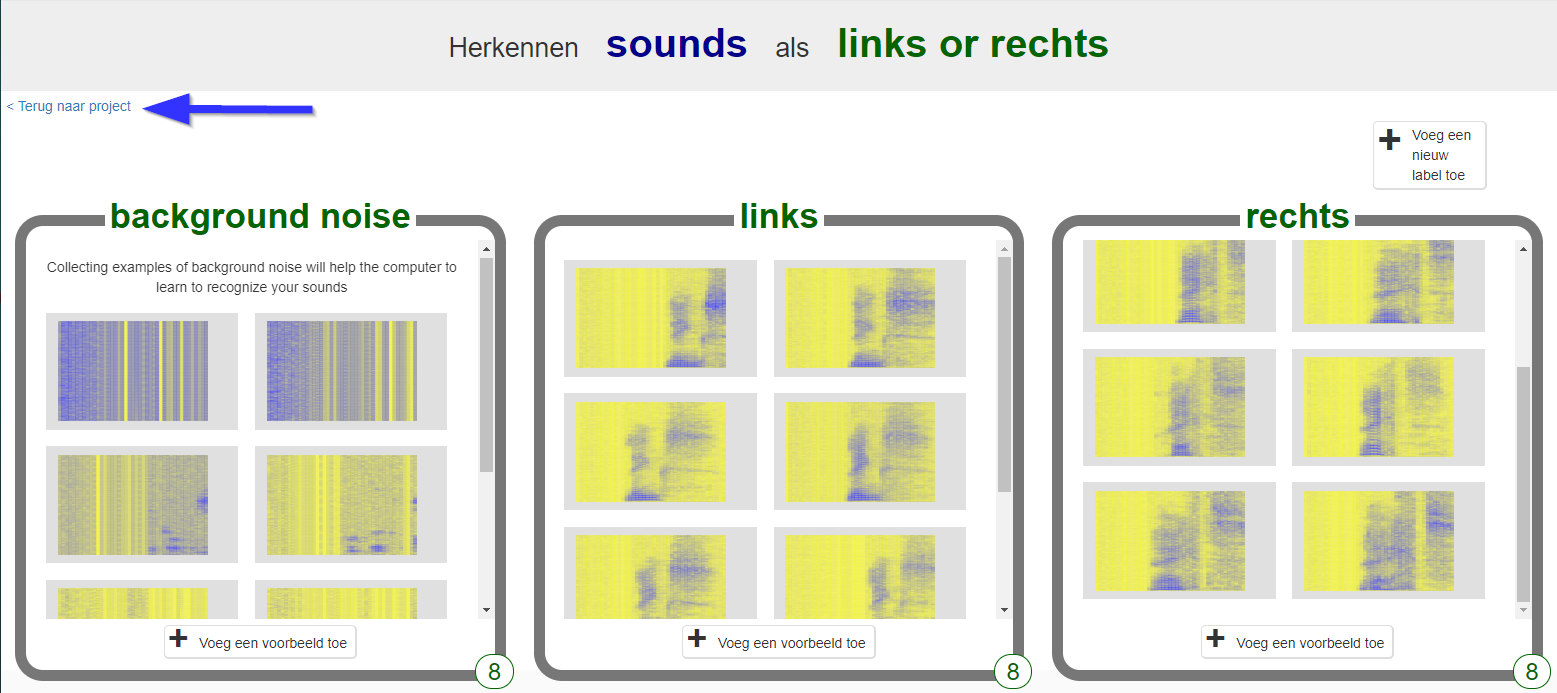 Herkennen sounds als links or rechts
< Terug naar project
Voeg een
nieuw
label toe
background noise
Collecting examples of background noise will help the computer to
learn to recognize your sounds
Voeg een voorbeeld toe
8
links
Voeg een voorbeeld toe
8
rechts
Voeg een voorbeeld toe
8